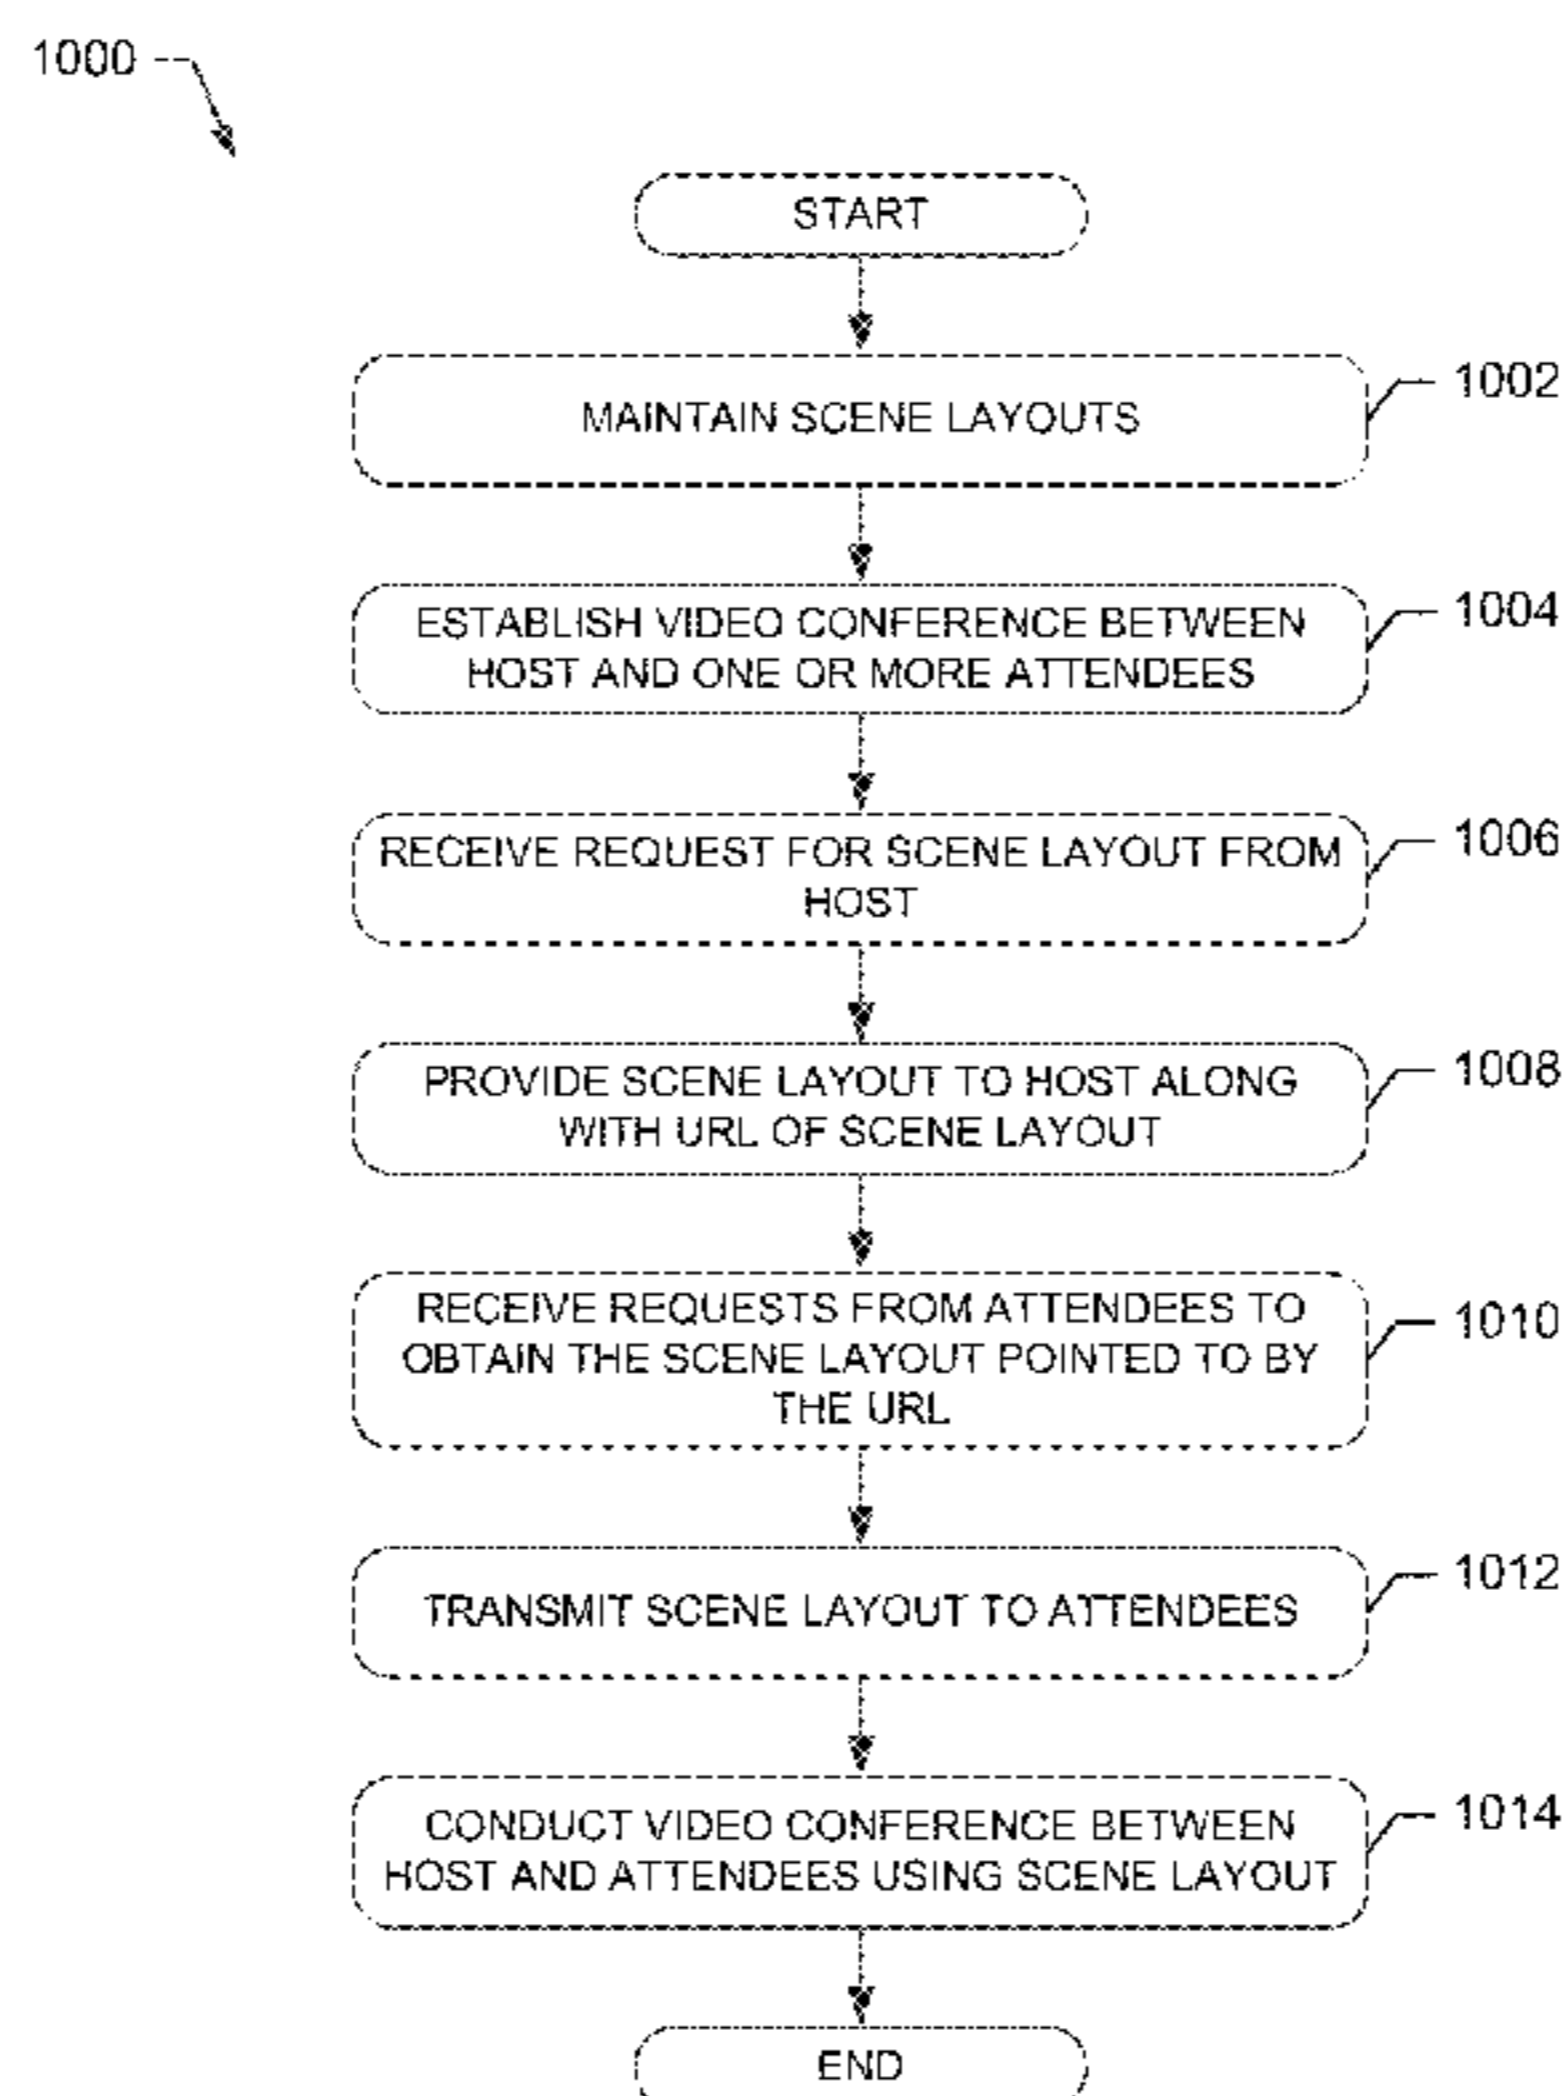 1000
START
MAINTAIN SCENE LAYOUTS
1002
ESTABLISH VIDEO CONFERENCE BETWEEN
HOST AND ONE OR MORE ATTENDEES
1004
RECEIVE REQUEST FOR SCENE LAYOUT FROM
HOST
1006
PROVIDE SCENE LAYOUT TO HOST ALONG
WITH URL OF SCENE LAYOUT
1008
RECEIVE REQUESTS FROM ATTENDEES TO
OBTAIN THE SCENE LAYOUT POINTED TO BY
THE URL
1010
TRANSMIT SCENE LAYOUT TO ATTENDEES
1012
CONDUCT VIDEO CONFERENCE BETWEEN
HOST AND ATTENDEES USING SCENE LAYOUT
1014
END